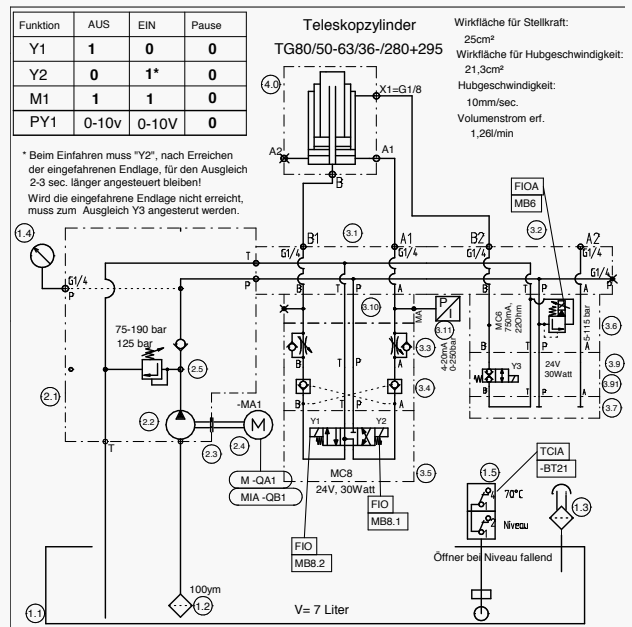 Funktion AUS EIN Pause
Y1 1 0 0
Y2 0 1* 0
M1 1 1 0
PY1 0-10v 0-10V 0
Teleskopzylinder
TG80/50-63/36-/280+295
Wirkfläche für Stellkraft:
25cm²
Wirkfläche für Hubgeschwindigkeit:
21,3cm²
Hubgeschwindigkeit:
10mm/sec.
Volumenstrom erf.
1,26l/min
* Beim Einfahren muss "Y2", nach Erreichen
der eingefahrenen Endlage, für den Ausgleich
2-3 sec. länger angesteuert bleiben!
Wird die eingefahrene Endlage nicht erreicht,
muss zum Ausgleich Y3 angesterut werden.
4.0
X1=G1/8
A2
A1
B
FIOA
MB6
1.4
3.1
3.2
B1
A1
B2
A2
G1/4
G1/4
G1/4
G1/4
T
P
G1/4
P
G1/4
P
B
T
P
A
B
T
P
A
3.10
MA
P
I
3.11
4-20mA
0-250bar
MC6
750mA,
22Ohm
5-115 bar
3.6
75-190 bar
125 bar
2.5
3.3
B
T
P
A
3.4
Y3
24V
30Watt
3.9
3.91
3.7
2.1
2.2
2.3
2.4
-MA1
M
B
T
P
A
Y1
Y2
MC8
24V, 30Watt
3.5
T
M -QA1
MIA -QB1
FIO
MB8.2
FIO
MB8.1
TCIA
-BT21
1.5
70°C
4
1
2
1
Niveau
1.3
Öffner bei Niveau fallend
100ym
1.2
1.1
V= 7 Liter